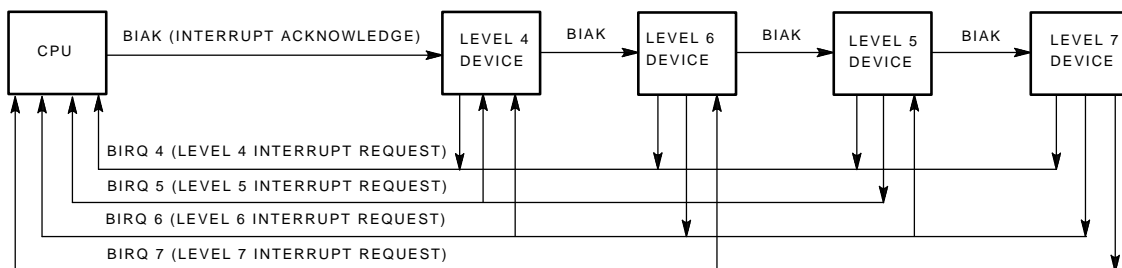 CPU
BIAK (INTERRUPT ACKNOWLEDGE)
LEVEL 4
DEVICE
BIAK
LEVEL 6
DEVICE
BIAK
LEVEL 5
DEVICE
BIAK
LEVEL 7
DEVICE
BIRQ 4 (LEVEL 4 INTERRUPT REQUEST)
BIRQ 5 (LEVEL 5 INTERRUPT REQUEST)
BIRQ 6 (LEVEL 6 INTERRUPT REQUEST)
BIRQ 7 (LEVEL 7 INTERRUPT REQUEST)